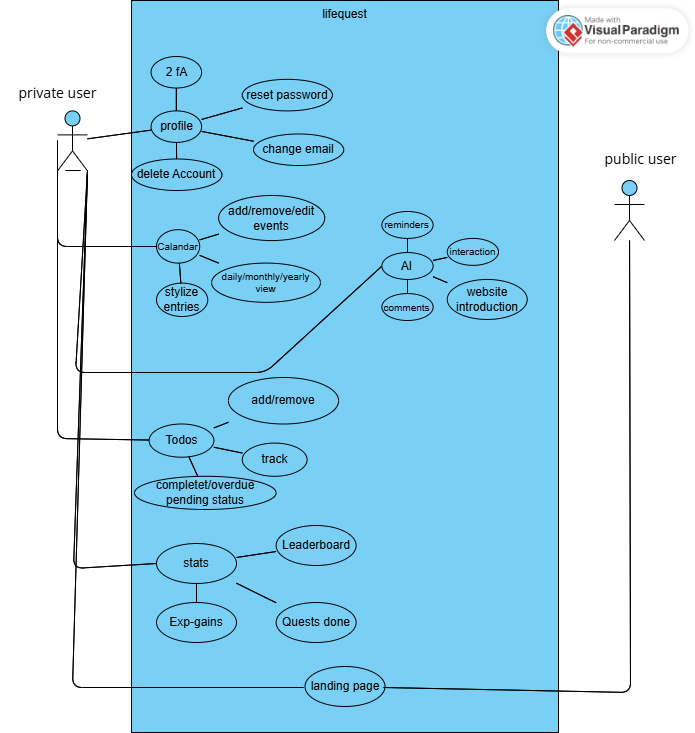 lifequest
Made with
Visual Paradigm
For non-commercial use
private user
2 fA
reset password
profile
change email
delete Account
public user
add/remove/edit
events
Calandar
daily/monthly/yearly
view
stylize
entries
reminders
interaction
AI
website
introduction
comments
add/remove
Todos
track
completet/overdue
pending status
Leaderboard
stats
Exp-gains
Quests done
landing page